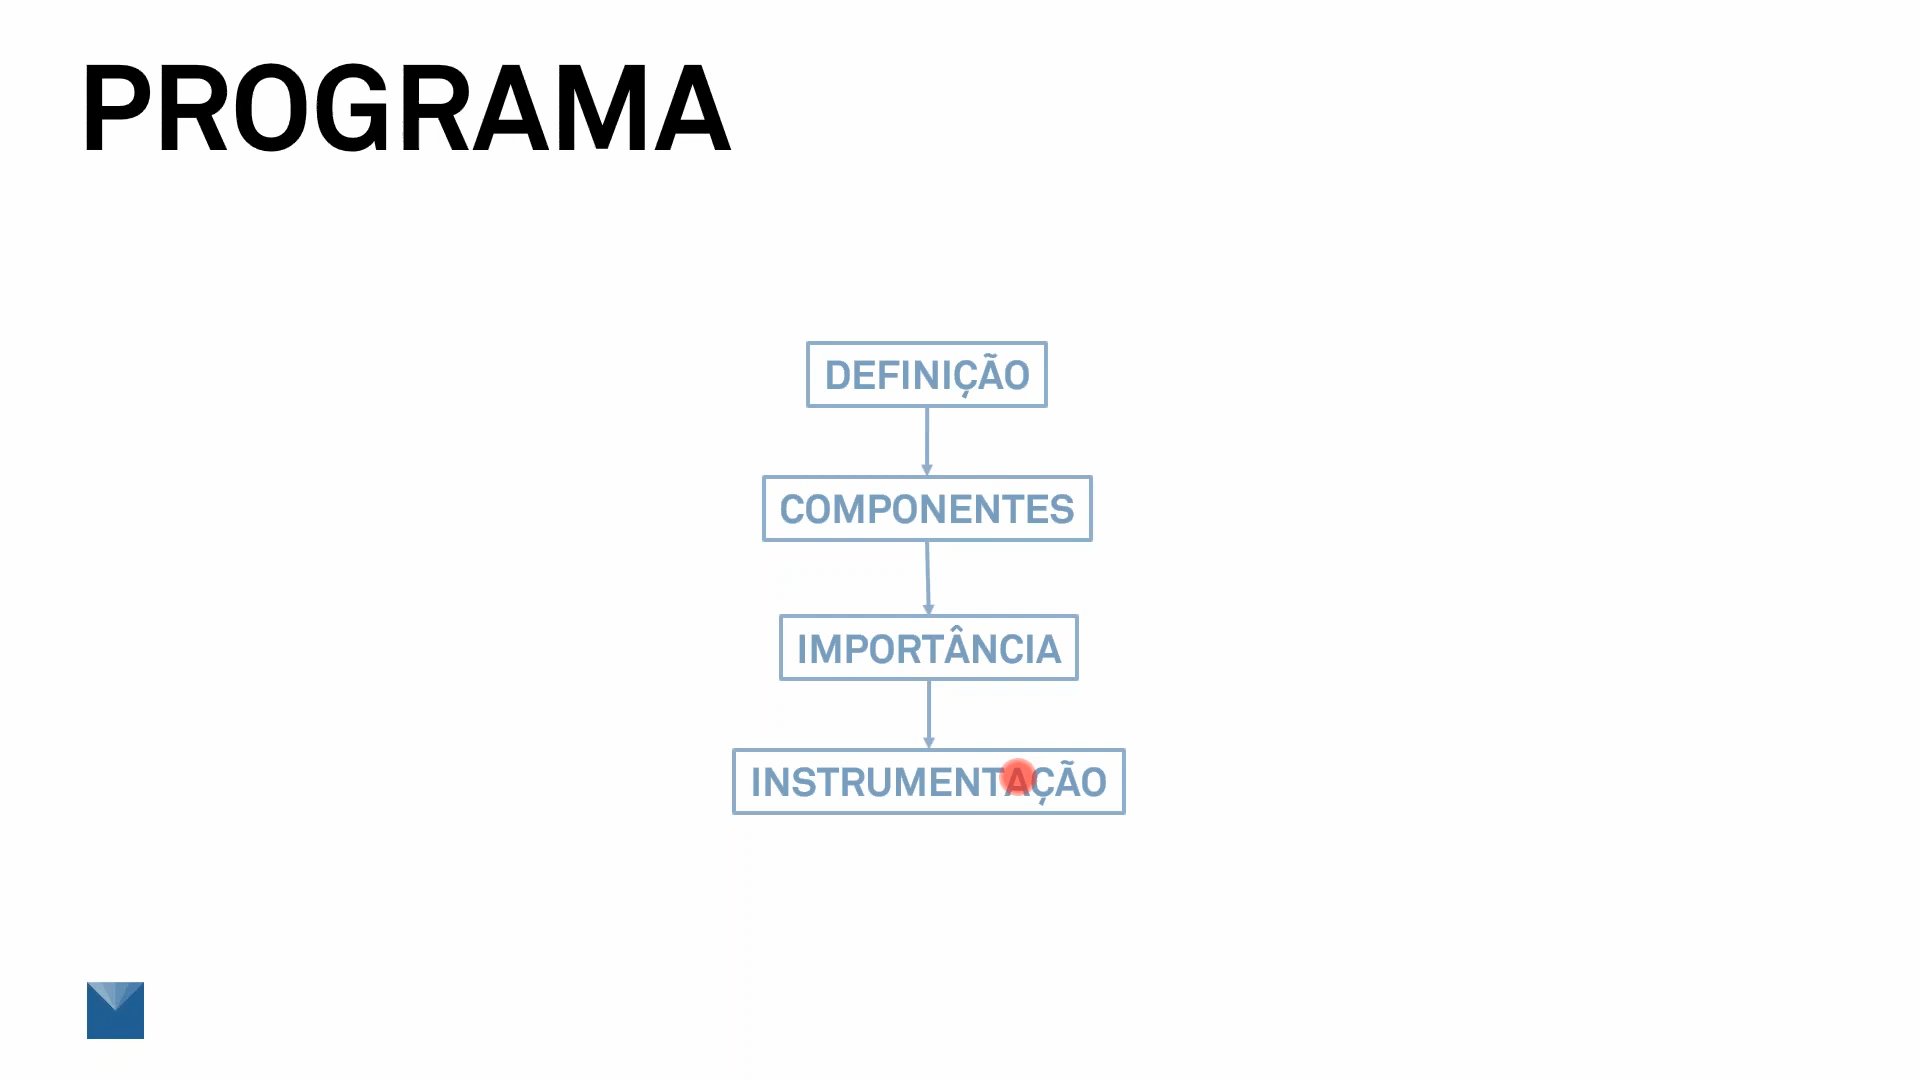 PROGRAMA
DEFINIÇÃO
COMPONENTES
IMPORTÂNCIA
INSTRUMENTAÇÃO